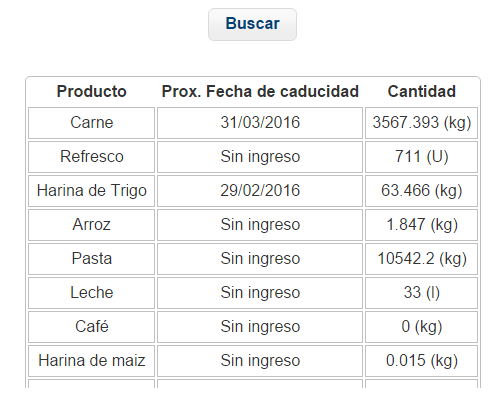 Buscar
Producto Prox. Fecha de caducidad Cantidad
Carne 31/03/2016 3567.393 (kg)
Refresco Sin ingreso 711 (U)
Harina de Trigo 29/02/2016 63.466 (kg)
Arroz Sin ingreso 1.847 (kg)
Pasta Sin ingreso 10542.2 (kg)
Leche Sin ingreso 33 (l)
Café Sin ingreso 0 (kg)
Harina de maiz Sin ingreso 0.015 (kg)